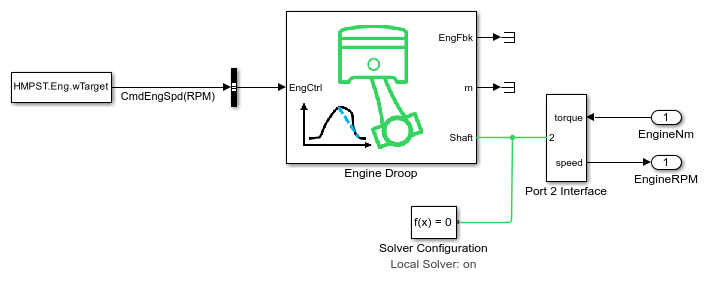 HMPST.Eng.wTarget
CmdEngSpd(RPM)
EngCtrl
EngFbk
m
Shaft
Engine Droop
torque
2
speed
Port 2 Interface
1
EngineNm
1
EngineRPM
f(x) = 0
Solver Configuration
Local Solver: on